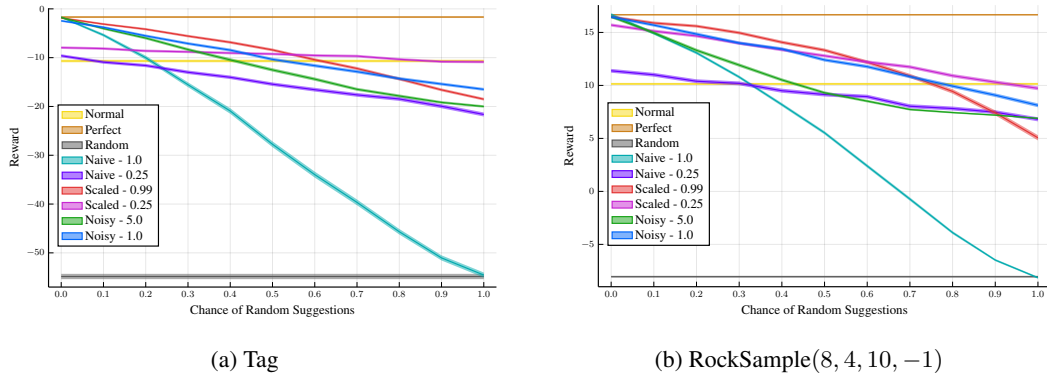 0
−10
−20
−30
−40
−50
Reward
Normal
Perfect
Random
Naive - 1.0
Naive - 0.25
Scaled - 0.99
Scaled - 0.25
Noisy - 5.0
Noisy - 1.0
0.0 0.1 0.2 0.3 0.4 0.5 0.6 0.7 0.8 0.9 1.0
Chance of Random Suggestions
(a) Tag
15
10
5
0
−5
Reward
Normal
Perfect
Random
Naive - 1.0
Naive - 0.25
Scaled - 0.99
Scaled - 0.25
Noisy - 5.0
Noisy - 1.0
0.0 0.1 0.2 0.3 0.4 0.5 0.6 0.7 0.8 0.9 1.0
Chance of Random Suggestions
(b) RockSample(8, 4, 10, −1)